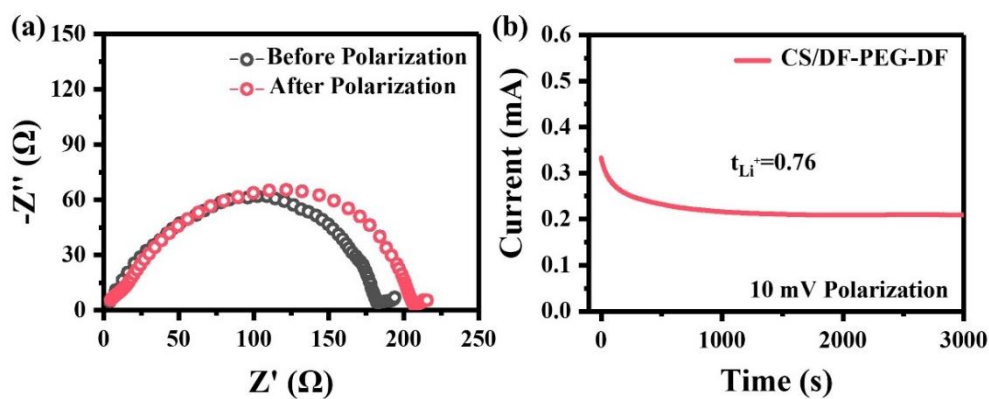 (a)
150
120
90
60
30
0
-Z'' (Ω)
Before Polarization
After Polarization
0
50
100
150
200
250
Z' (Ω)
(b)
0.6
0.5
0.4
0.3
0.2
0.1
0.0
Current (mA)
CS/DF-PEG-DF
t_Li⁺=0.76
10 mV Polarization
0
1000
2000
3000
Time (s)